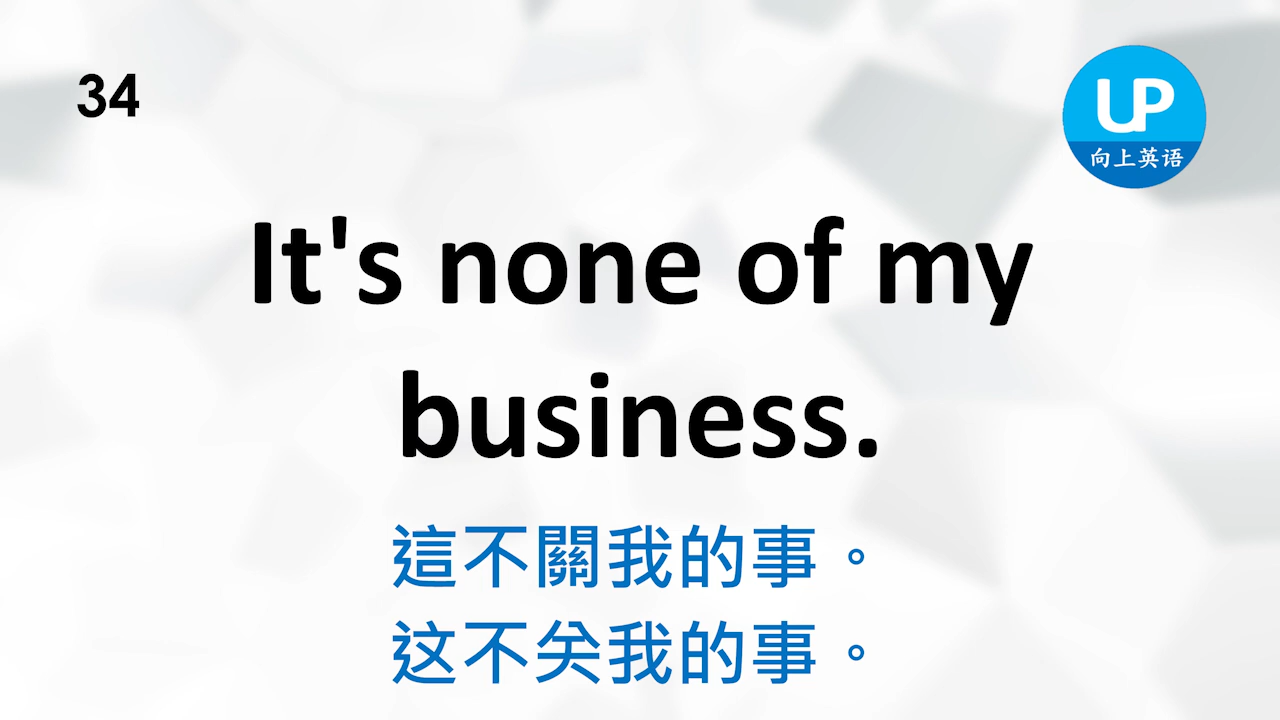 34
UP
向上英语
It's none of my
business.
這不關我的事。
这不关我的事。